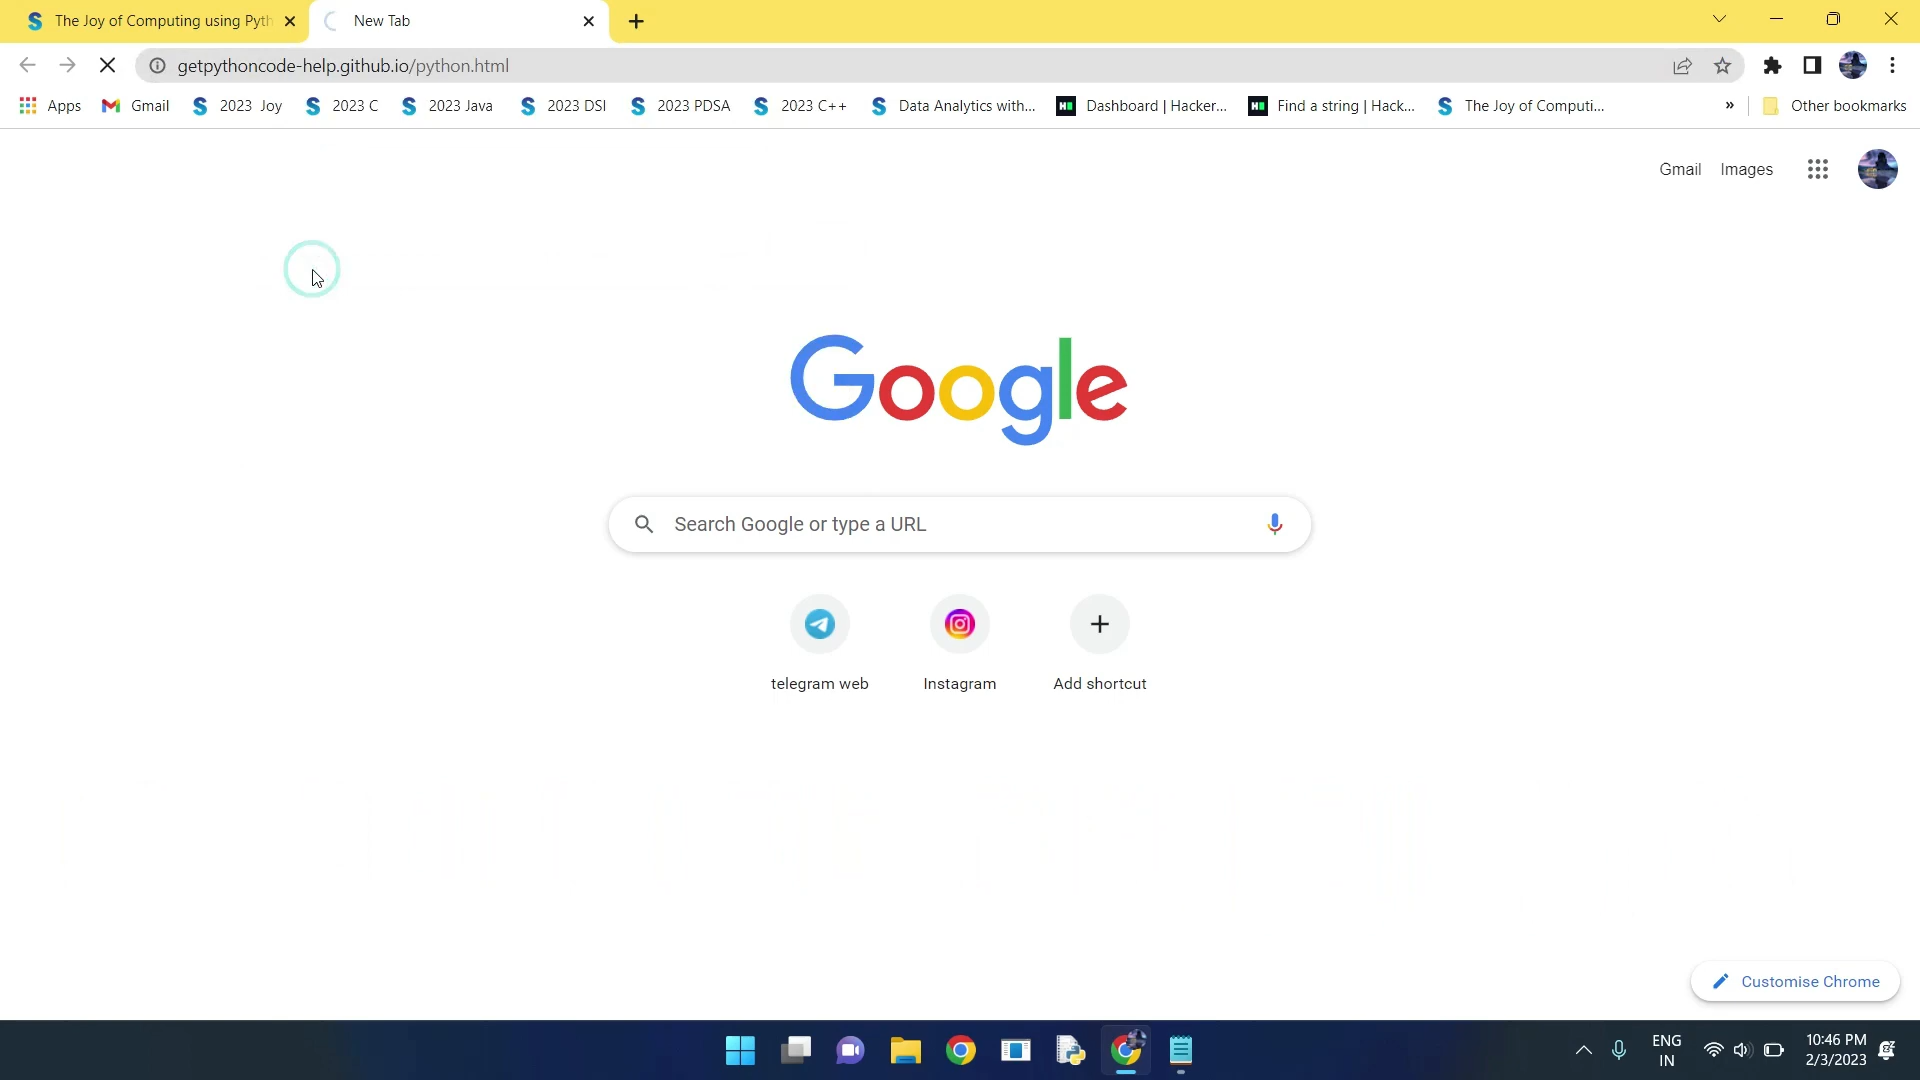 The Joy of Computing using Pyth
New Tab
getpythoncode-help.github.io/python.html
Apps
Gmail
2023 Joy
2023 C
2023 Java
2023 DSI
2023 PDSA
2023 C++
Data Analytics with...
Dashboard | Hacker...
Find a string | Hack...
The Joy of Computi...
»
Other bookmarks
Gmail
Images
Google
Search Google or type a URL
telegram web
Instagram
Add shortcut
Customise Chrome
ENG
IN
10:46 PM
2/3/2023